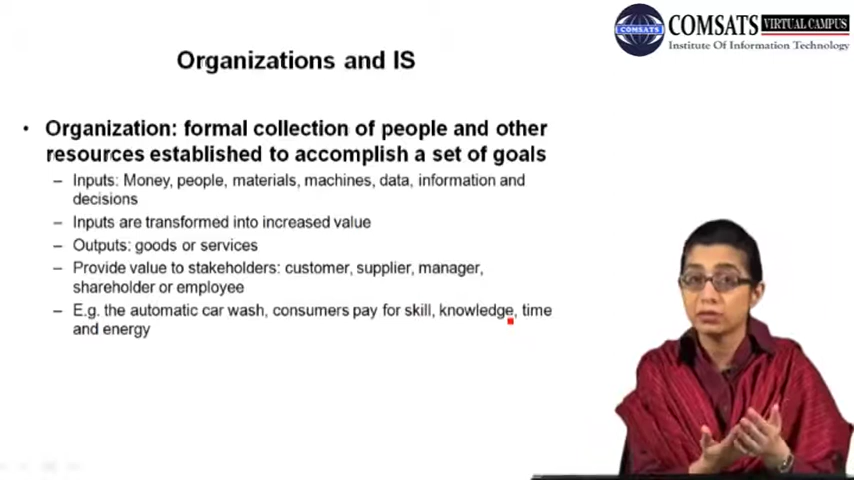 COMSATS
COMSATS VIRTUAL CAMPUS
Institute Of Information Technology
Organizations and IS
• Organization: formal collection of people and other
resources established to accomplish a set of goals
– Inputs: Money, people, materials, machines, data, information and
decisions
– Inputs are transformed into increased value
– Outputs: goods or services
– Provide value to stakeholders: customer, supplier, manager,
shareholder or employee
– E.g. the automatic car wash, consumers pay for skill, knowledge, time
and energy